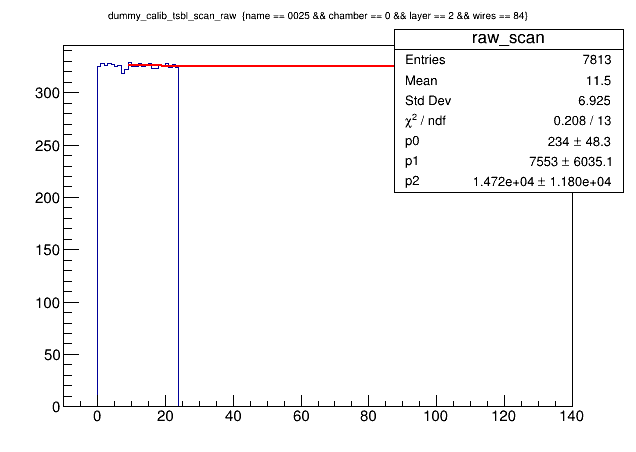 dummy_calib_tsbl_scan_raw {name == 0025 && chamber == 0 && layer == 2 && wires == 84}
raw_scan
Entries 7813
Mean 11.5
Std Dev 6.925
χ² / ndf 0.208 / 13
p0 234 ± 48.3
p1 7553 ± 6035.1
p2 1.472e+04 ± 1.180e+04
300
250
200
150
100
50
0
0 20 40 60 80 100 120 140